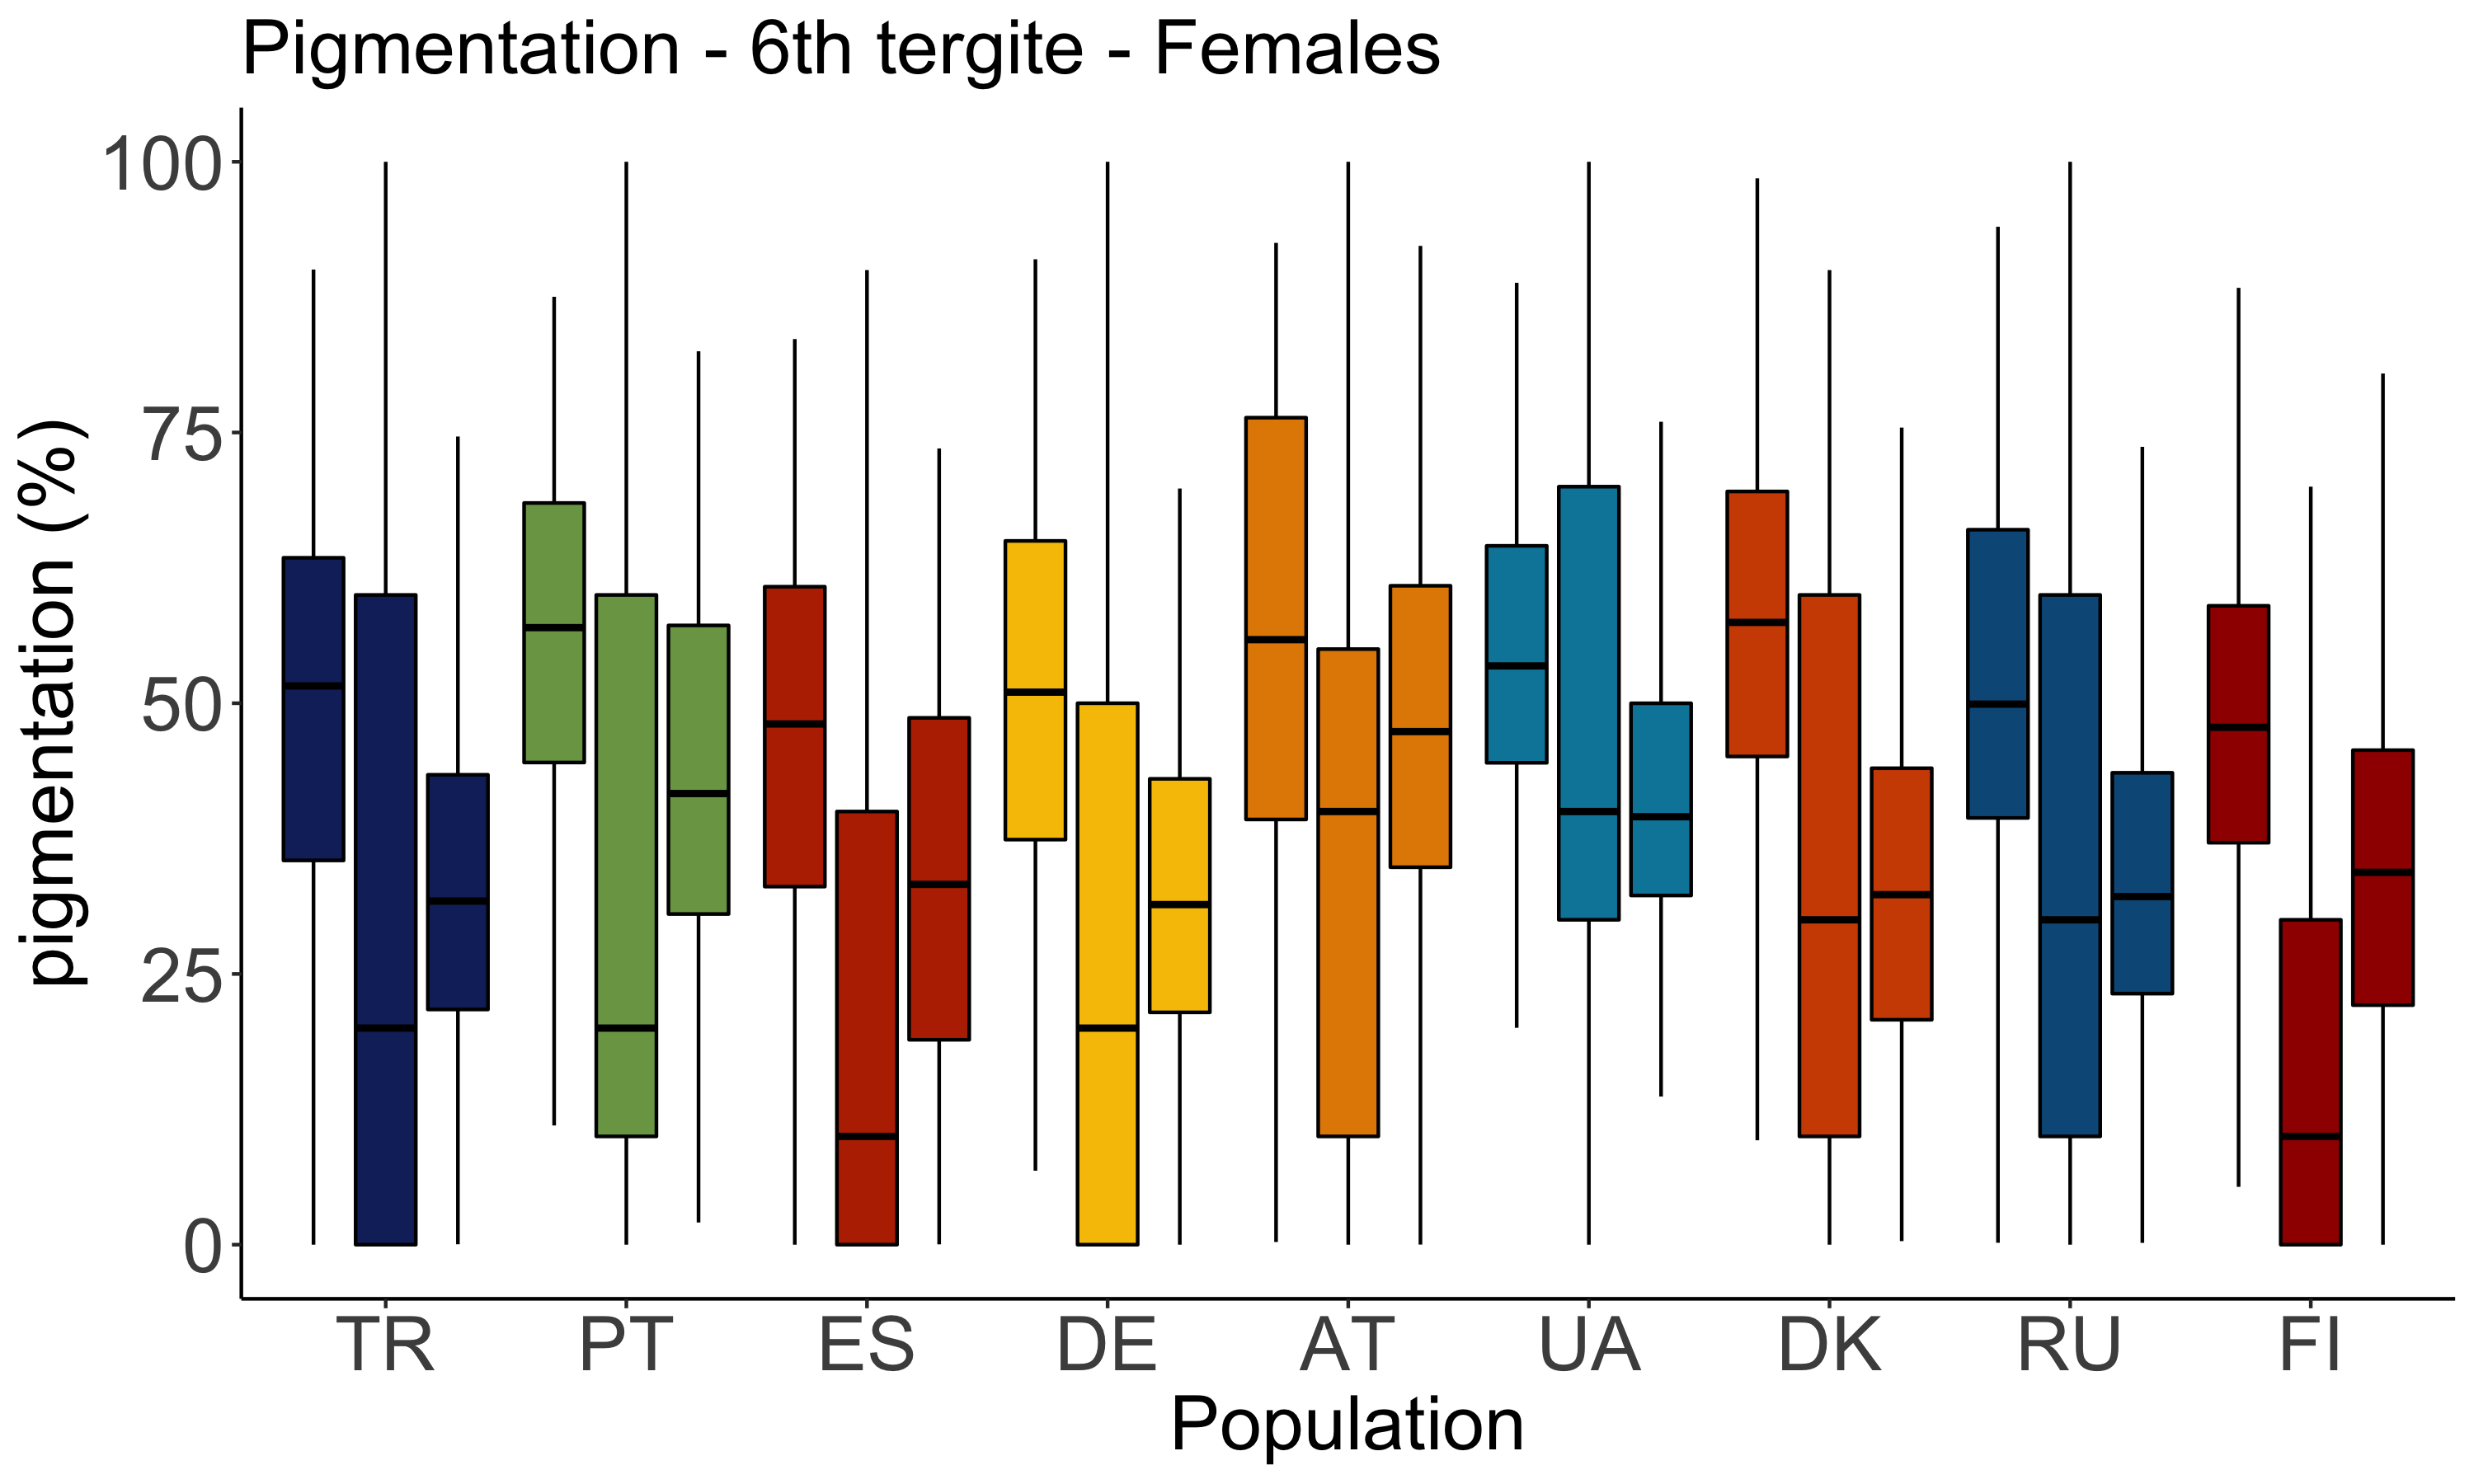 Pigmentation - 6th tergite - Females
pigmentation (%)
100
75
50
25
0
TR PT ES DE AT UA DK RU FI
Population